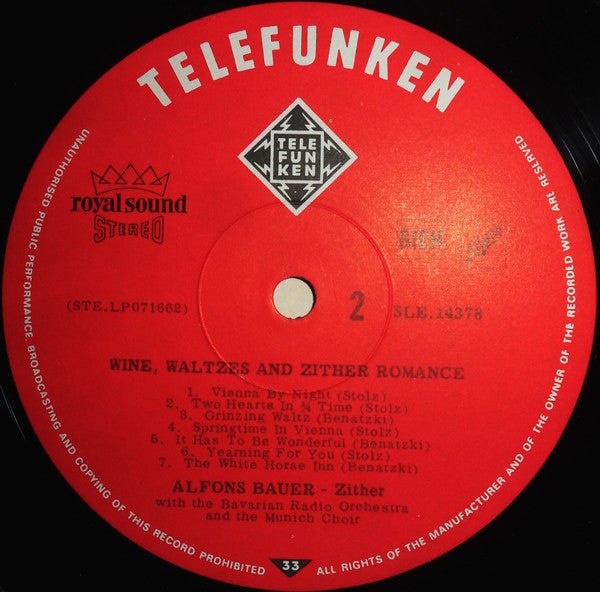 TELEFUNKEN
TELE
FUN
KEN
royal sound
STEREO
BIEM
(STE.LP071662)
2
SLE.14378
WINE, WALTZES AND ZITHER ROMANCE
1. Vienna By Night (Stolz)
2. Two Hearts In ¾ Time (Stolz)
3. Grinzing Waltz (Benatzki)
4. Springtime In Vienna (Stolz)
5. It Has To Be Wonderful (Benatzki)
6. Yearning For You (Stolz)
7. The White Horse Inn (Benatzki)
ALFONS BAUER - Zither
with the Bavarian Radio Orchestra
and the Munich Choir
33
UNAUTHORISED PUBLIC PERFORMANCE, BROADCASTING AND COPYING OF THIS RECORD PROHIBITED
ALL RIGHTS OF THE MANUFACTURER AND OF THE OWNER OF THE RECORDED WORK ARE RESERVED